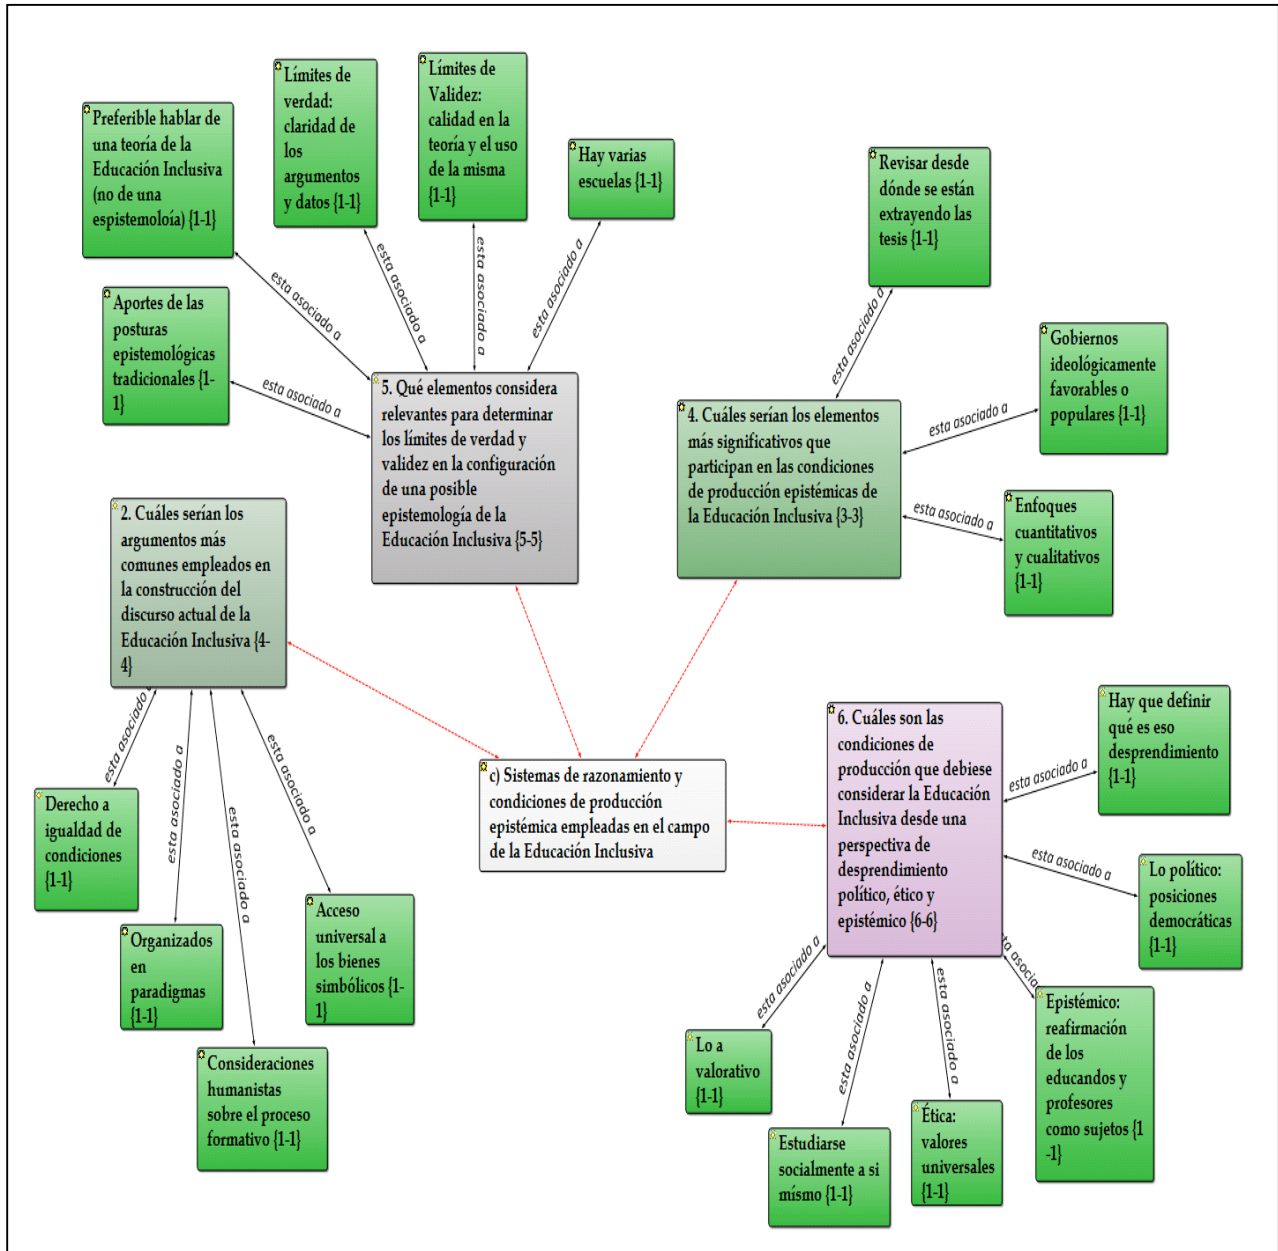 Preferible hablar de
una teoría de la
Educación Inclusiva
(no de una
espistemoloía) {1-1}
Límites de
verdad:
claridad de
los
argumentos
y datos {1-1}
Límites de
Validez:
calidad en la
teoría y el uso
de la misma
{1-1}
Hay varias
escuelas {1-1}
Revisar desde
dónde se están
extrayendo las
tesis {1-1}
Aportes de las
posturas
epistemológicas
tradicionales {1-
1}
Gobiernos
ideológicamente
favorables o
populares {1-1}
Enfoques
cuantitativos
y cualitativos
{1-1}
esta asociado a
esta asociado a
esta asociado a
esta asociado a
esta asociado a
esta asociado a
esta asociado a
esta asociado a
5. Qué elementos considera
relevantes para determinar
los límites de verdad y
validez en la configuración
de una posible
epistemología de la
Educación Inclusiva {5-5}
4. Cuáles serían los elementos
más significativos que
participan en las condiciones
de producción epistémicas de
la Educación Inclusiva {3-3}
2. Cuáles serían los
argumentos más
comunes empleados en
la construcción del
discurso actual de la
Educación Inclusiva {4-
4}
c) Sistemas de razonamiento y
condiciones de producción
epistémica empleadas en el campo
de la Educación Inclusiva
6. Cuáles son las
condiciones de
producción que debiese
considerar la Educación
Inclusiva desde una
perspectiva de
desprendimiento
político, ético y
epistémico {6-6}
esta asociado a
esta asociado a
esta asociado a
esta asociado a
Derecho a
igualdad de
condiciones
{1-1}
Organizados
en
paradigmas
{1-1}
Consideraciones
humanistas
sobre el proceso
formativo {1-1}
Acceso
universal a
los bienes
simbólicos {1-
1}
esta asociado a
esta asociado a
esta asociado a
esta asociado a
esta asociado a
esta asociado a
Hay que definir
qué es eso
desprendimiento
{1-1}
Lo político:
posiciones
democráticas
{1-1}
Epistémico:
reafirmación
de los
educandos y
profesores
como sujetos {1
-1}
Lo a
valorativo
{1-1}
Estudiarse
socialmente a si
mísmo {1-1}
Ética:
valores
universales
{1-1}